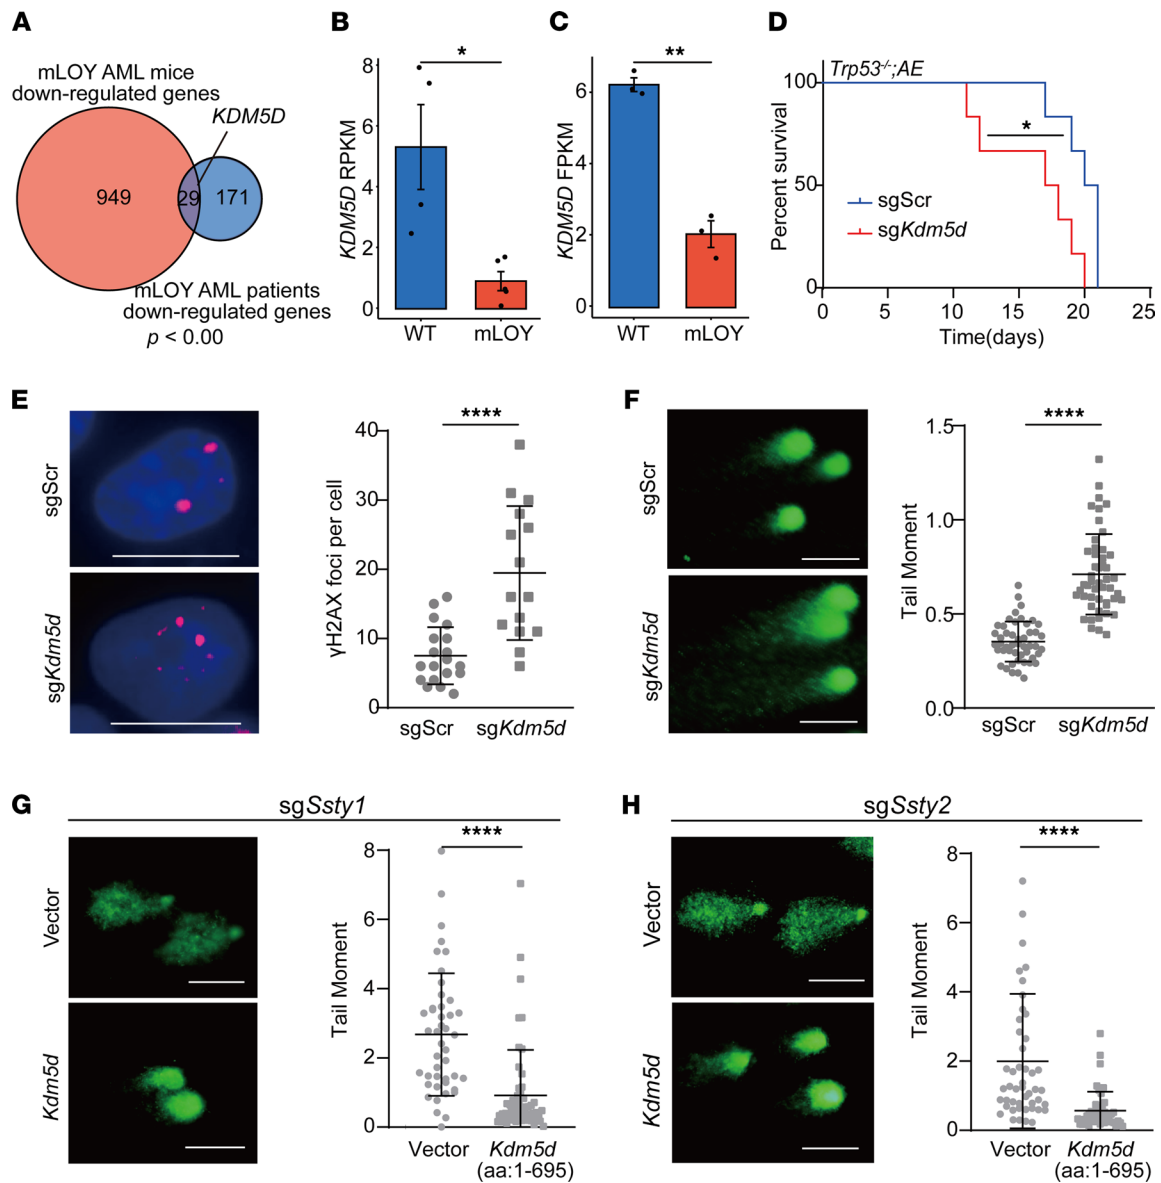 A
mLOY AML mice
down-regulated genes
KDM5D
949
29
171
mLOY AML patients
down-regulated genes
p < 0.00
B
KDM5D RPKM
8
6
4
2
0
*
WT
mLOY
C
KDM5D FPKM
6
4
2
0
**
WT
mLOY
D
Trp53-/-;AE
Percent survival
100
50
0
*
sgScr
sgKdm5d
0
5
10
15
20
25
Time(days)
E
sgScr
sgKdm5d
γH2AX foci per cell
40
30
20
10
0
****
sgScr
sgKdm5d
F
sgScr
sgKdm5d
Tail Moment
1.5
1.0
0.5
0.0
****
sgScr
sgKdm5d
G
sgSsty1
Vector
Kdm5d
Tail Moment
8
6
4
2
0
****
Vector
Kdm5d
(aa:1-695)
H
sgSsty2
Vector
Kdm5d
Tail Moment
8
6
4
2
0
****
Vector
Kdm5d
(aa:1-695)